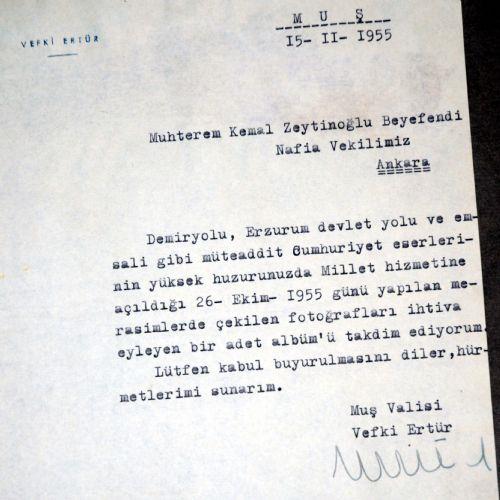 VEFKİ ERTÜR
M U Ş
15- II- 1955
Muhterem Kemal Zeytinoğlu Beyefendi
Nafia Vekilimiz
Ankara
Demiryolu, Erzurum devlet yolu ve em-
sali gibi müteaddit Cumhuriyet eserleri-
nin yüksek huzurunuzda Millet hizmetine
açıldığı 26- Ekim- 1955 günü yapılan me-
rasimlerde çekilen fotoğrafları ihtiva
eyleyen bir adet albüm'ü takdim ediyorum.
Lütfen kabul buyurulmasını diler,hür-
metlerimi sunarım.
Muş Valisi
Vefki Ertür